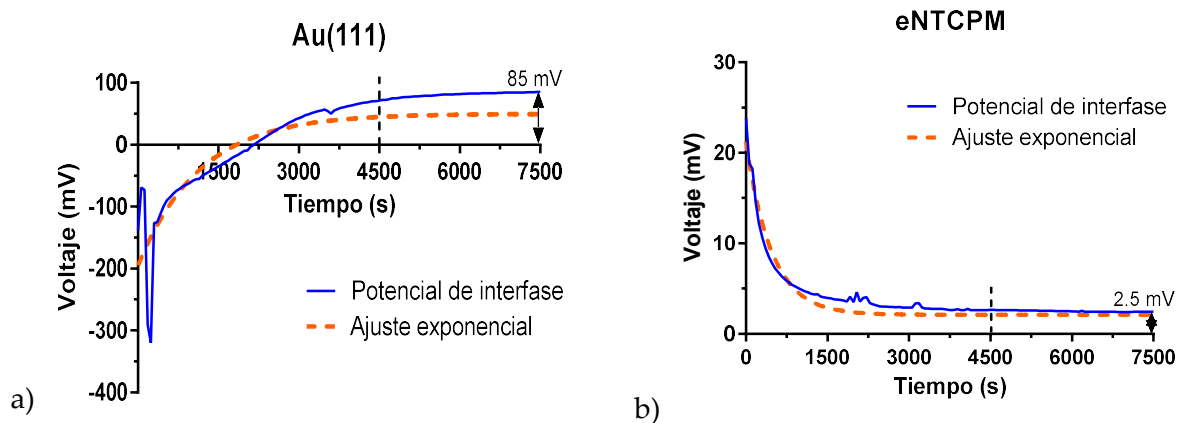 Au(111)
100
0
-100
-200
-300
-400
1500
3000
4500
6000
7500
85 mV
Voltaje (mV)
Tiempo (s)
Potencial de interfase
Ajuste exponencial
a)
eNTCPM
30
20
10
0
0
1500
3000
4500
6000
7500
2.5 mV
Voltaje (mV)
Tiempo (s)
Potencial de interfase
Ajuste exponencial
b)